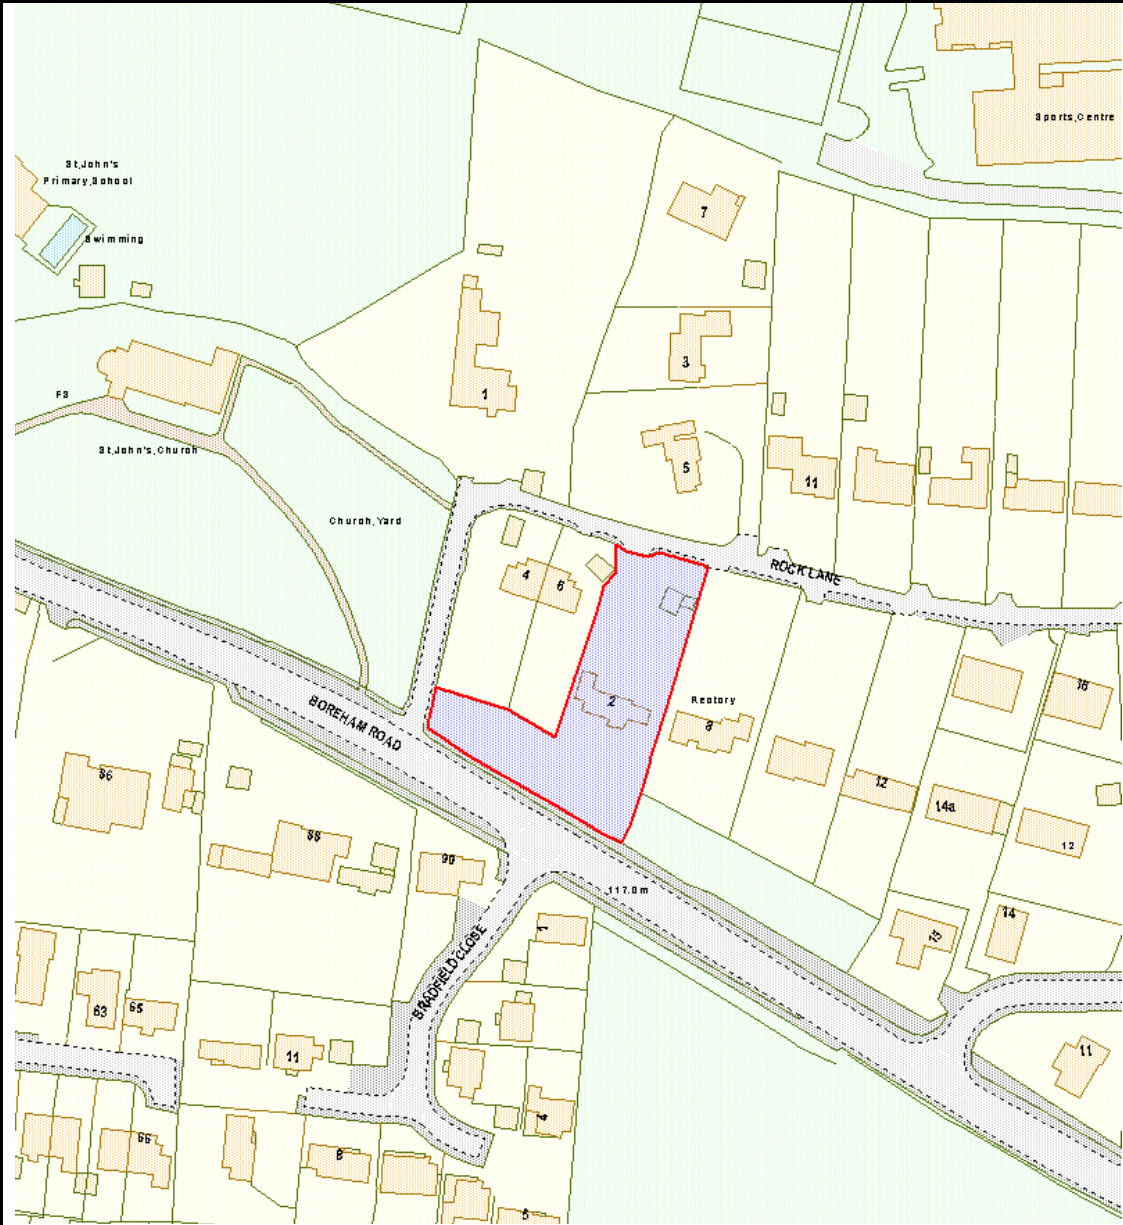 Sports,Centre
St,John's
Primary,School
Swimming
7
3
1
FS
St,John's,Church
5
11
Church,Yard
ROCK LANE
4
6
2
Rectory
8
16
BOREHAM ROAD
86
12
14a
88
90
12
117.0m
14
15
1
BRADFIELD CLOSE
63
65
11
11
4
66
8
5